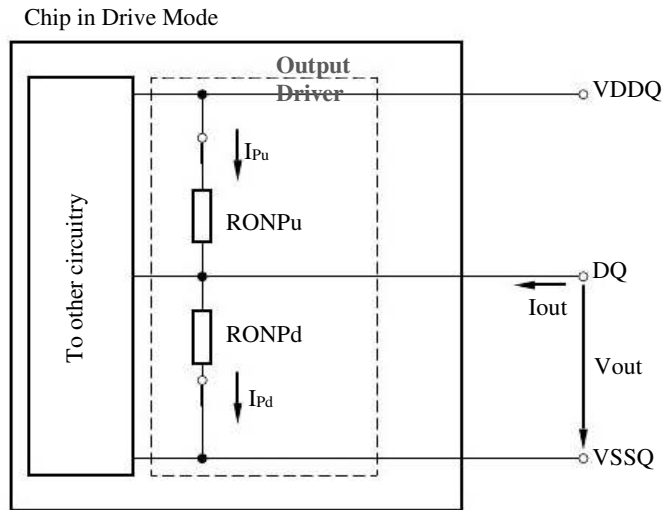 Chip in Drive Mode
Output
Driver
VDDQ
IPu
RONPu
To other circuitry
DQ
Iout
RONPd
Vout
IPd
VSSQ